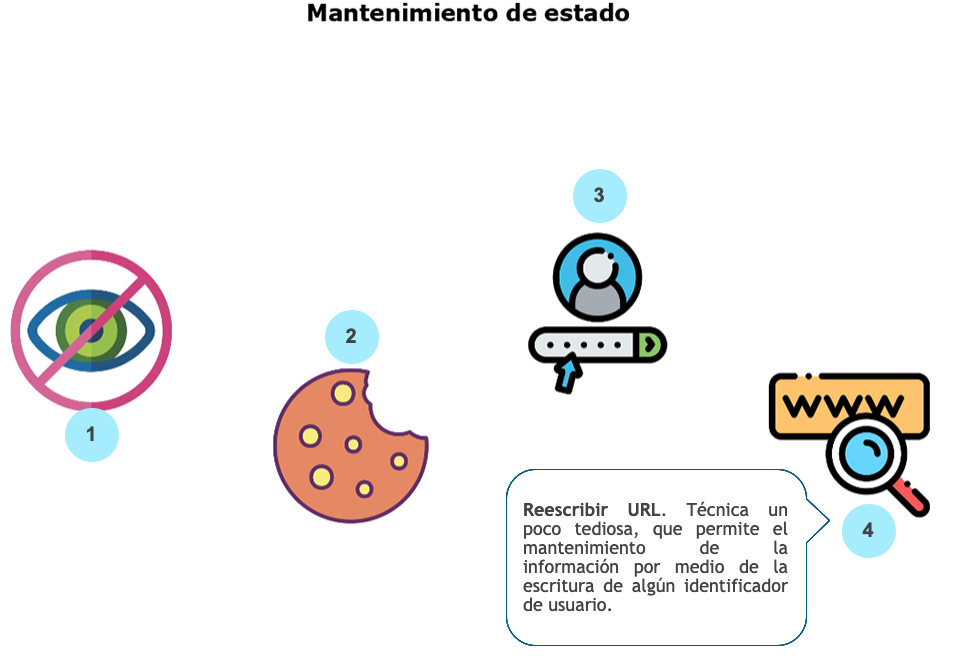 Mantenimiento de estado
3
2
1
WWW
Reescribir URL. Técnica un
poco tediosa, que permite el
mantenimiento de la
información por medio de la
escritura de algún identificador
de usuario.
4